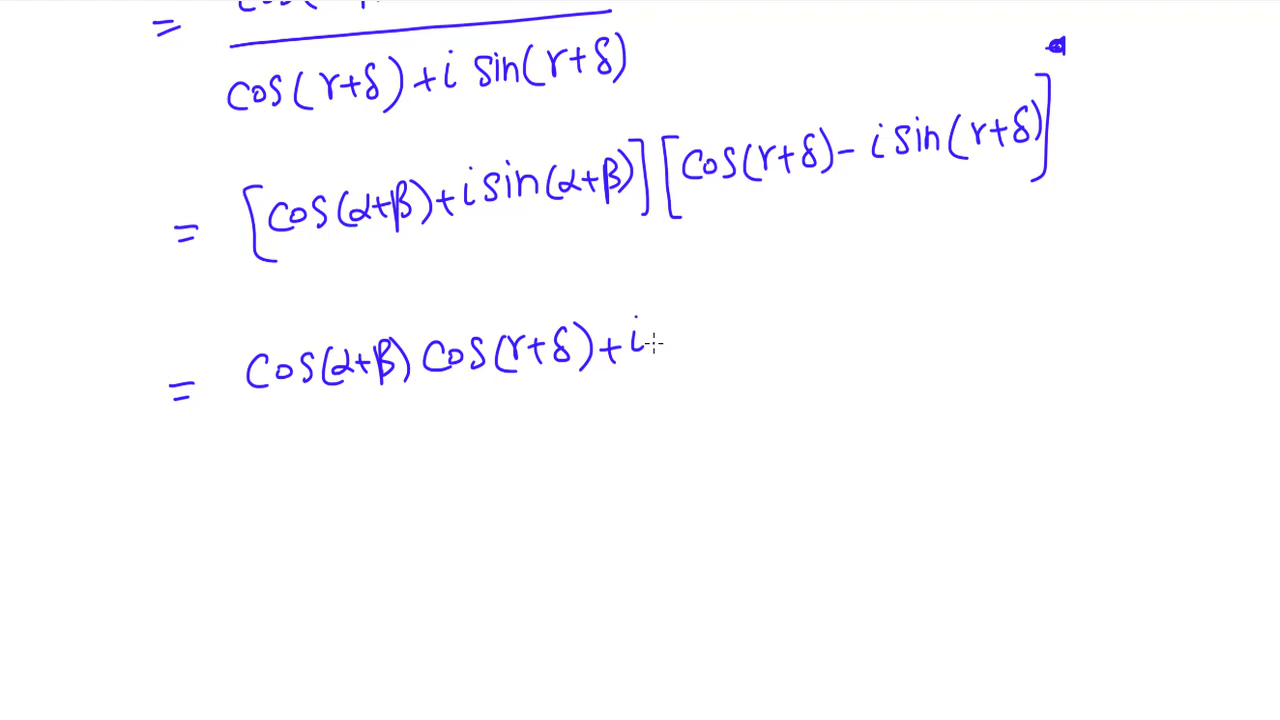 =
cos(γ+δ)+i sin(γ+δ)
= [cos(α+β)+i sin(α+β)][cos(γ+δ)- i sin(γ+δ)]
= cos(α+β) cos(γ+δ)+i